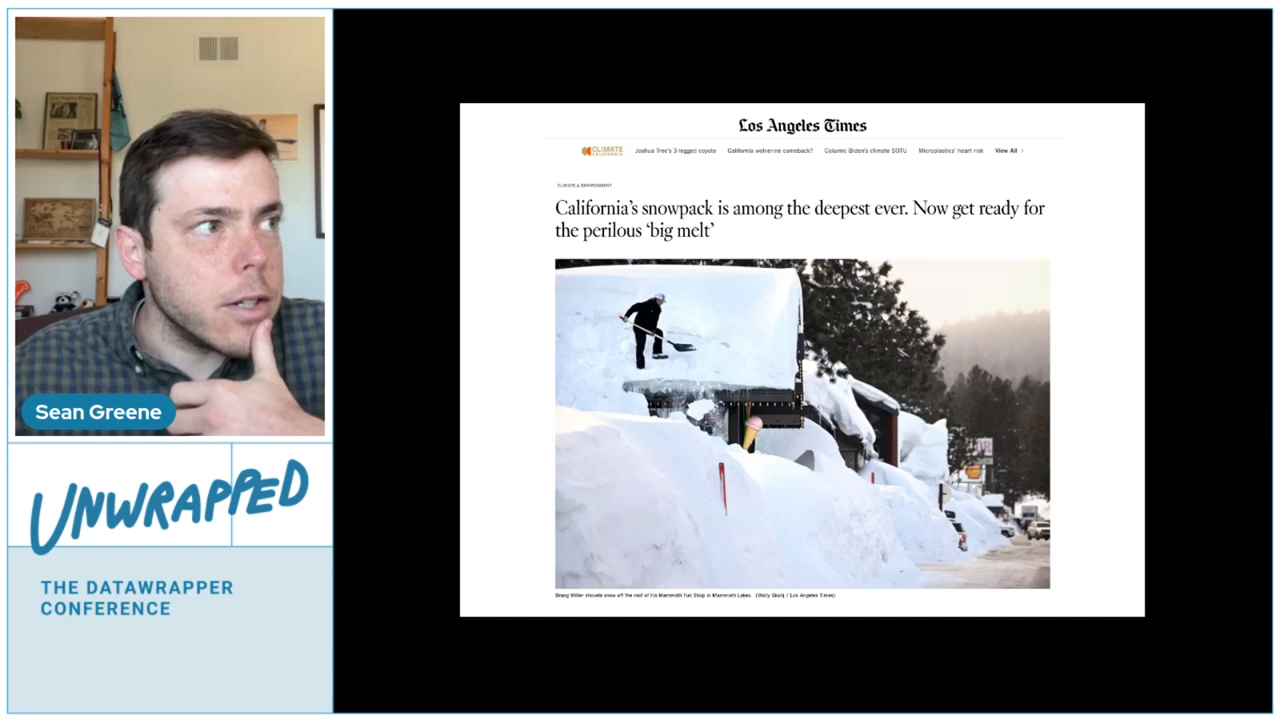 Sean Greene
UNWRAPPED
THE DATAWRAPPER
CONFERENCE
Los Angeles Times
CLIMATE
CALIFORNIA
Joshua Tree's 3-legged coyote
California wolverine comeback?
Column: Biden's climate SOTU
Microplastics' heart risk
View All
CLIMATE & ENVIRONMENT
California's snowpack is among the deepest ever. Now get ready for
the perilous ‘big melt’
Miller shovels snow off the roof of his Mammoth Fun Shop in Mammoth Lakes. (Wally Skalij / Los Angeles Times)